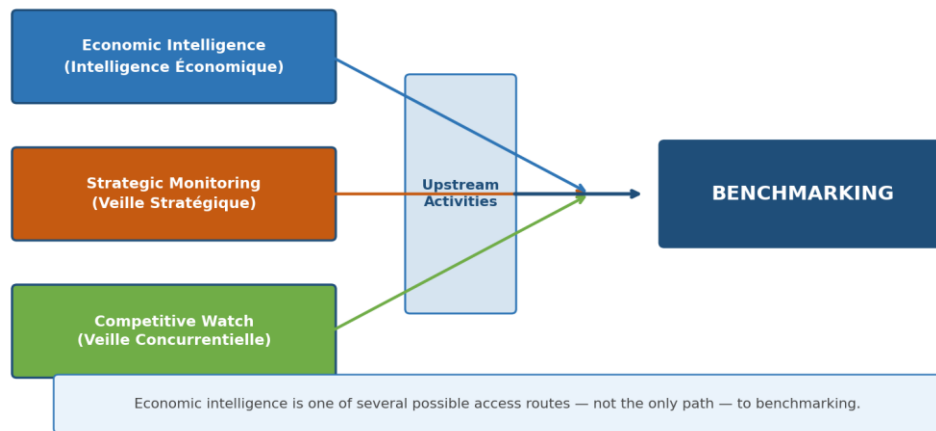 Economic Intelligence
(Intelligence Économique)
Strategic Monitoring
(Veille Stratégique)
Competitive Watch
(Veille Concurrentielle)
Upstream
Activities
BENCHMARKING
Economic intelligence is one of several possible access routes — not the only path — to benchmarking.